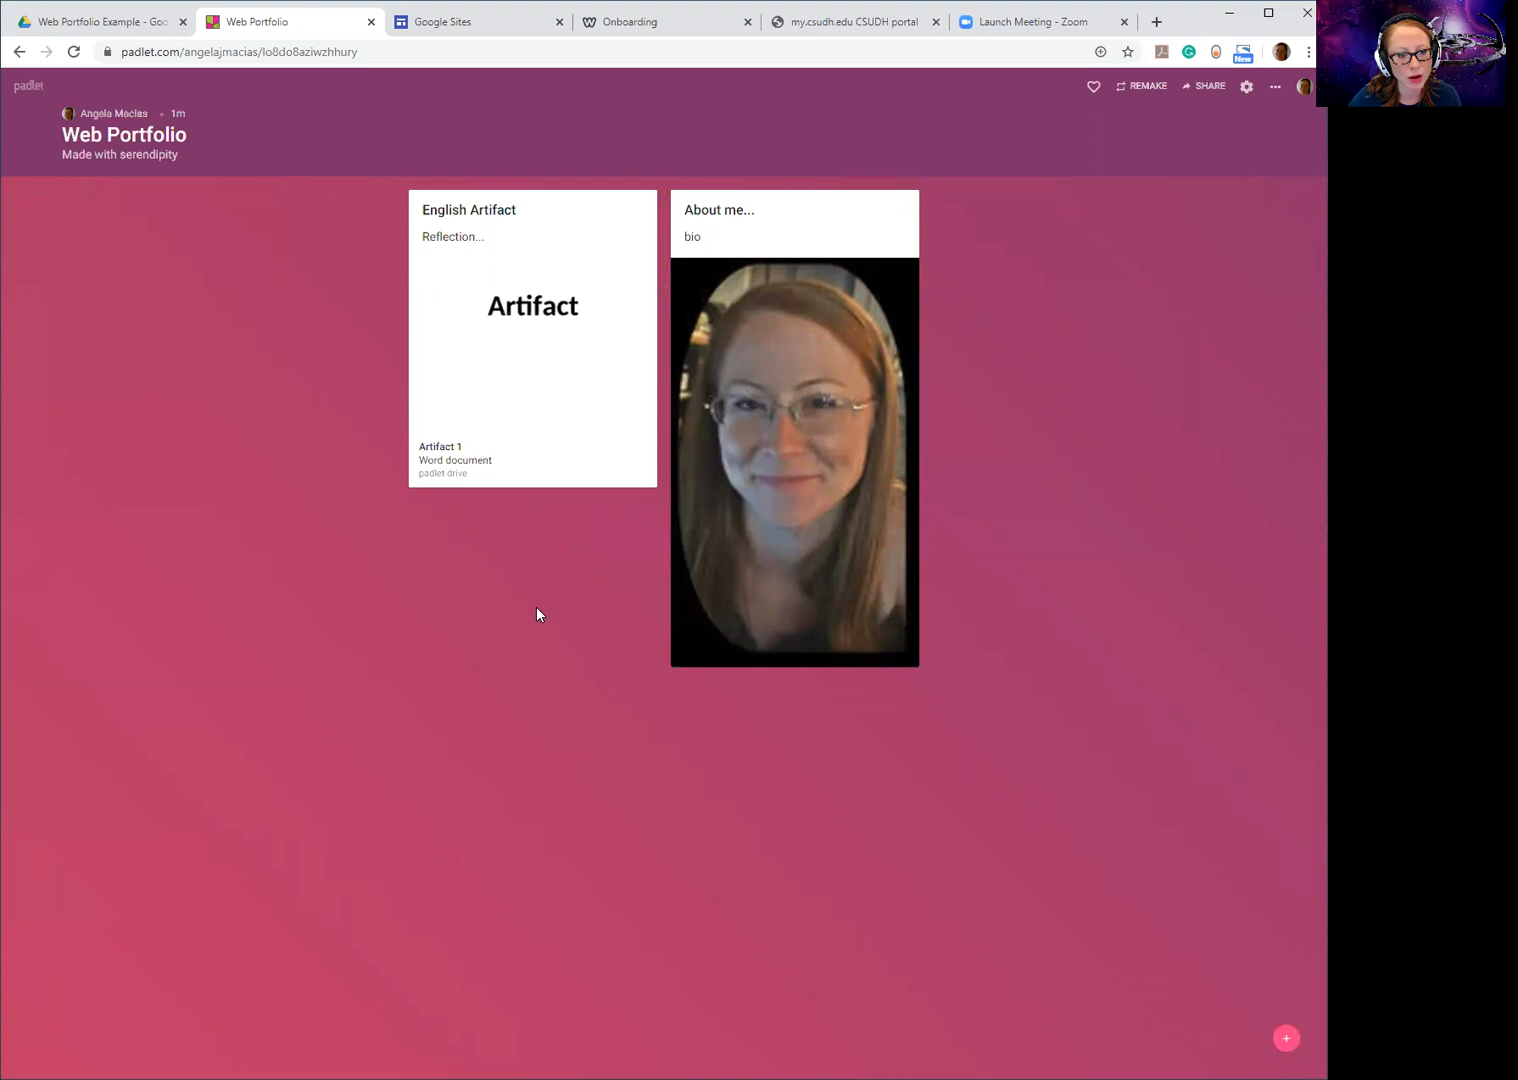 Web Portfolio Example - Goo
Web Portfolio
Google Sites
Onboarding
my.csudh.edu CSUDH portal
Launch Meeting - Zoom
padlet.com/angelajmacias/lo8do8aziwzhhury
New
padlet
REMAKE
SHARE
Angela Macias • 1m
Web Portfolio
Made with serendipity
English Artifact
Reflection...
Artifact
Artifact 1
Word document
padlet drive
About me...
bio